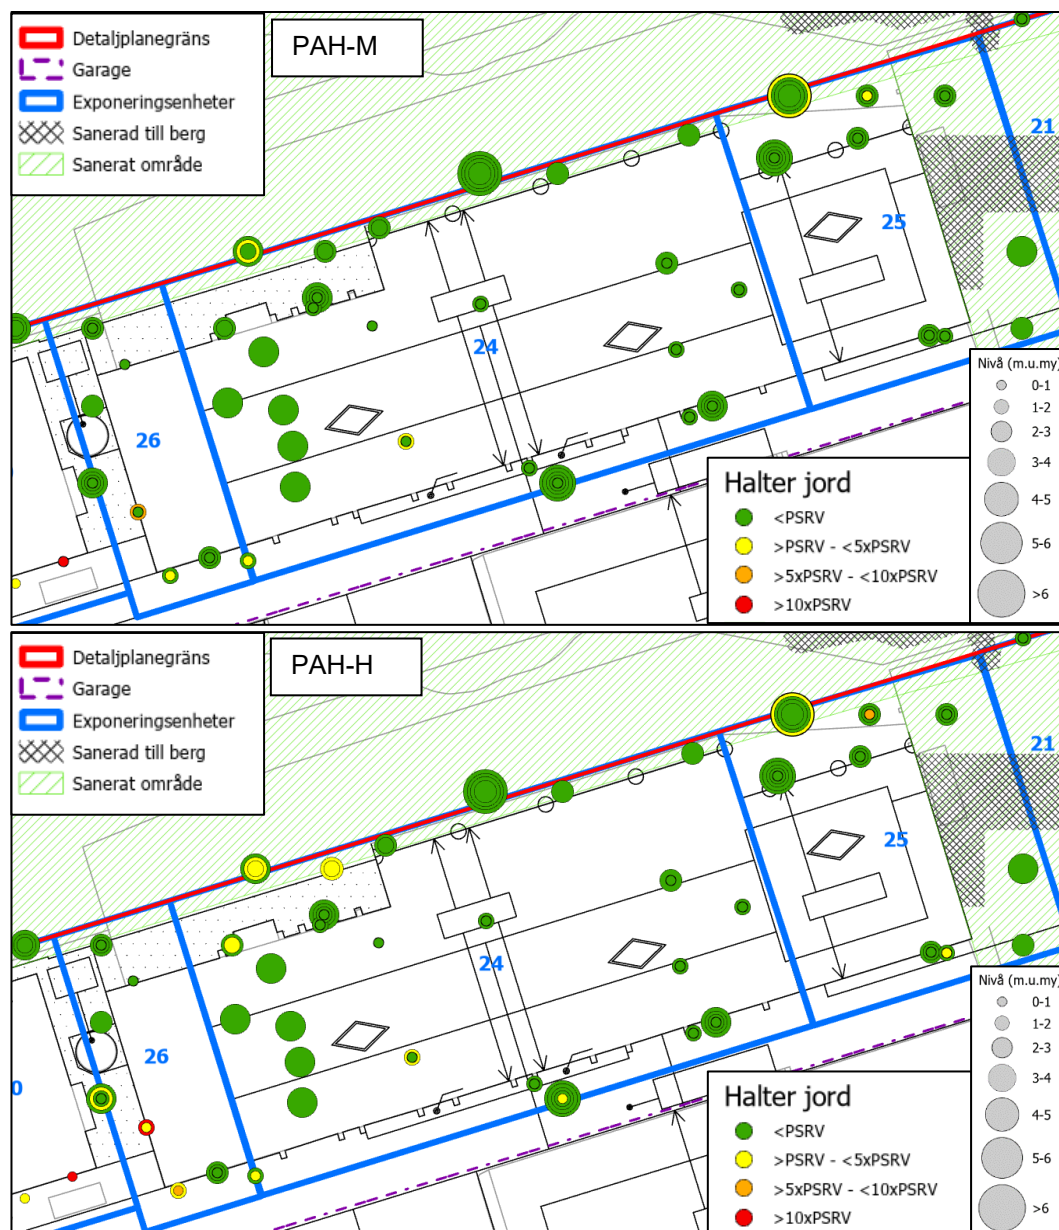 PAH-M
Detaljplanegräns
Garage
Exponeringsenheter
Sanerad till berg
Sanerat område
21
25
24
26
Nivå (m.u.my)
0-1
1-2
2-3
3-4
4-5
5-6
>6
Halter jord
<PSRV
>PSRV - <5xPSRV
>5xPSRV - <10xPSRV
>10xPSRV
PAH-H
Detaljplanegräns
Garage
Exponeringsenheter
Sanerad till berg
Sanerat område
21
25
24
26
0
Nivå (m.u.my)
0-1
1-2
2-3
3-4
4-5
5-6
>6
Halter jord
<PSRV
>PSRV - <5xPSRV
>5xPSRV - <10xPSRV
>10xPSRV